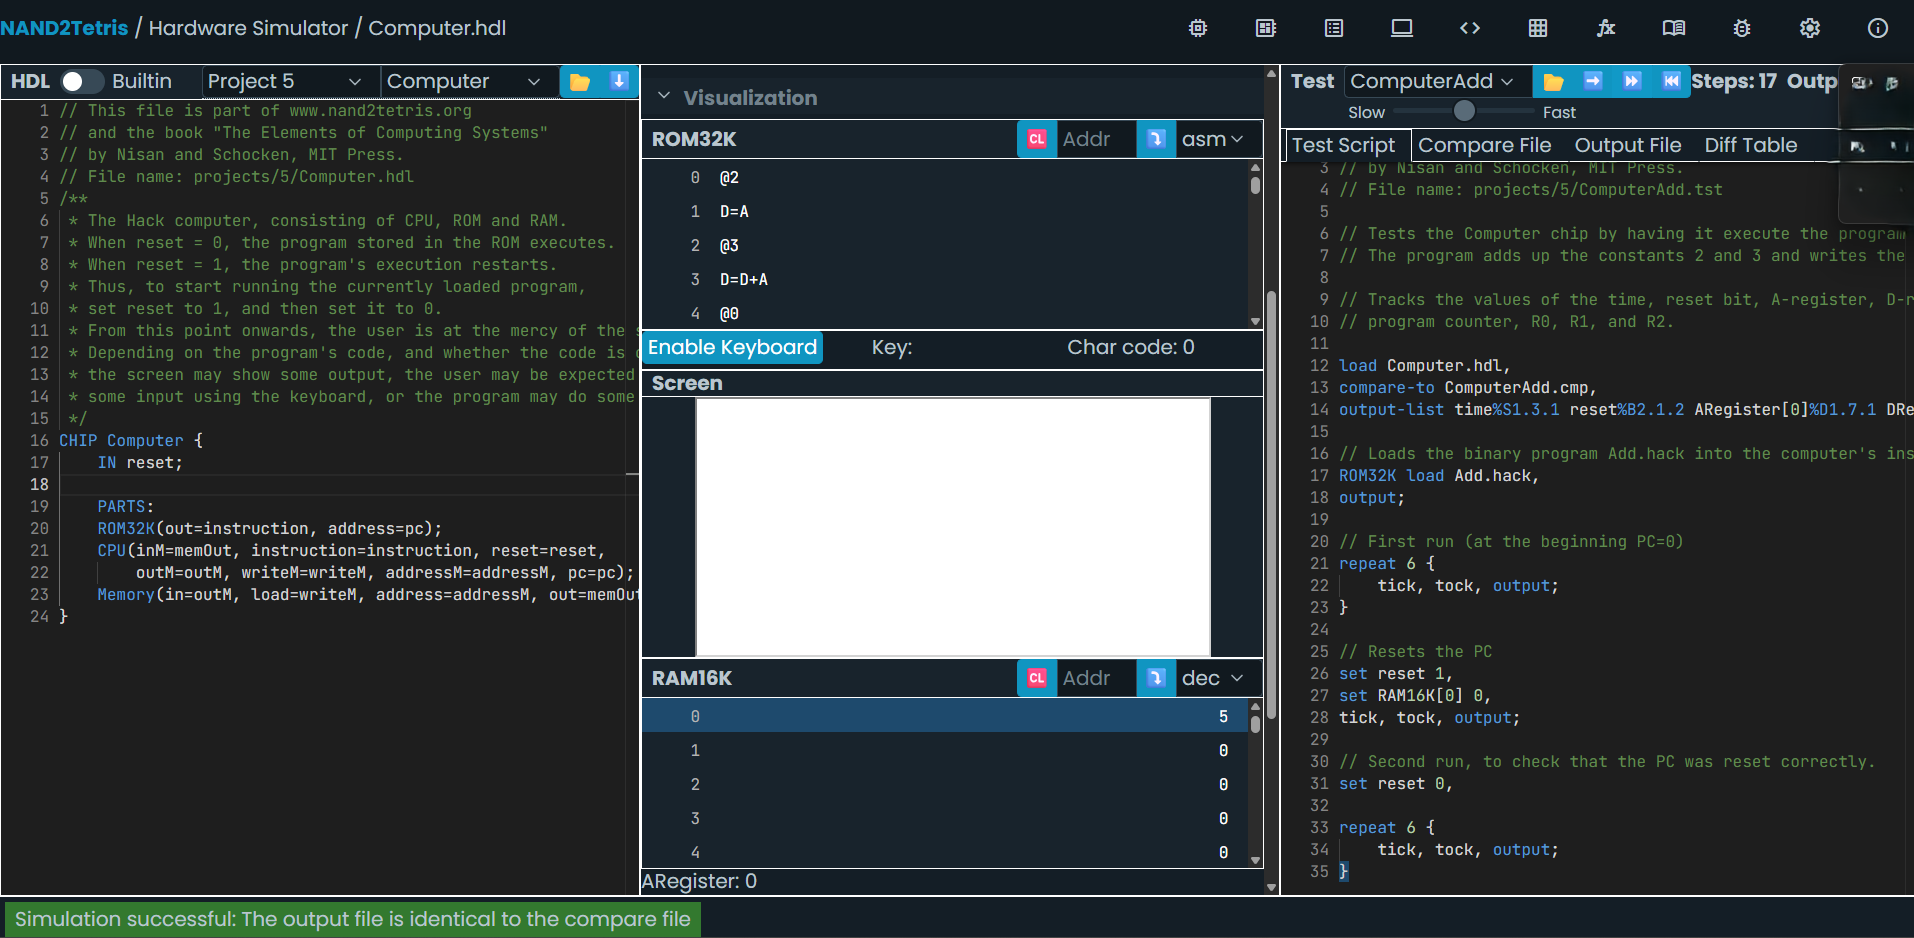 NAND2Tetris / Hardware Simulator / Computer.hdl
HDL Builtin Project 5 Computer
1 // This file is part of www.nand2tetris.org
2 // and the book "The Elements of Computing Systems"
3 // by Nisan and Schocken, MIT Press.
4 // File name: projects/5/Computer.hdl
5 /**
6 * The Hack computer, consisting of CPU, ROM and RAM.
7 * When reset = 0, the program stored in the ROM executes.
8 * When reset = 1, the program's execution restarts.
9 * Thus, to start running the currently loaded program,
10 * set reset to 1, and then set it to 0.
11 * From this point onwards, the user is at the mercy of the
12 * Depending on the program's code, and whether the code is
13 * the screen may show some output, the user may be expected
14 * some input using the keyboard, or the program may do some
15 */
16 CHIP Computer {
17 IN reset;
18
19 PARTS:
20 ROM32K(out=instruction, address=pc);
21 CPU(inM=memOut, instruction=instruction, reset=reset,
22 outM=outM, writeM=writeM, addressM=addressM, pc=pc);
23 Memory(in=outM, load=writeM, address=addressM, out=memOut
24 }
Visualization
ROM32K CL Addr asm
0 @2
1 D=A
2 @3
3 D=D+A
4 @0
Enable Keyboard Key: Char code: 0
Screen
RAM16K CL Addr dec
0 5
1 0
2 0
3 0
4 0
ARegister: 0
Test ComputerAdd Steps: 17 Outp
Slow Fast
Test Script Compare File Output File Diff Table
3 // by Nisan and Schocken, MIT Press.
4 // File name: projects/5/ComputerAdd.tst
5
6 // Tests the Computer chip by having it execute the program
7 // The program adds up the constants 2 and 3 and writes the
8
9 // Tracks the values of the time, reset bit, A-register, D-r
10 // program counter, R0, R1, and R2.
11
12 load Computer.hdl,
13 compare-to ComputerAdd.cmp,
14 output-list time%S1.3.1 reset%B2.1.2 ARegister[0]%D1.7.1 DRe
15
16 // Loads the binary program Add.hack into the computer's ins
17 ROM32K load Add.hack,
18 output;
19
20 // First run (at the beginning PC=0)
21 repeat 6 {
22 tick, tock, output;
23 }
24
25 // Resets the PC
26 set reset 1,
27 set RAM16K[0] 0,
28 tick, tock, output;
29
30 // Second run, to check that the PC was reset correctly.
31 set reset 0,
32
33 repeat 6 {
34 tick, tock, output;
35 }
Simulation successful: The output file is identical to the compare file